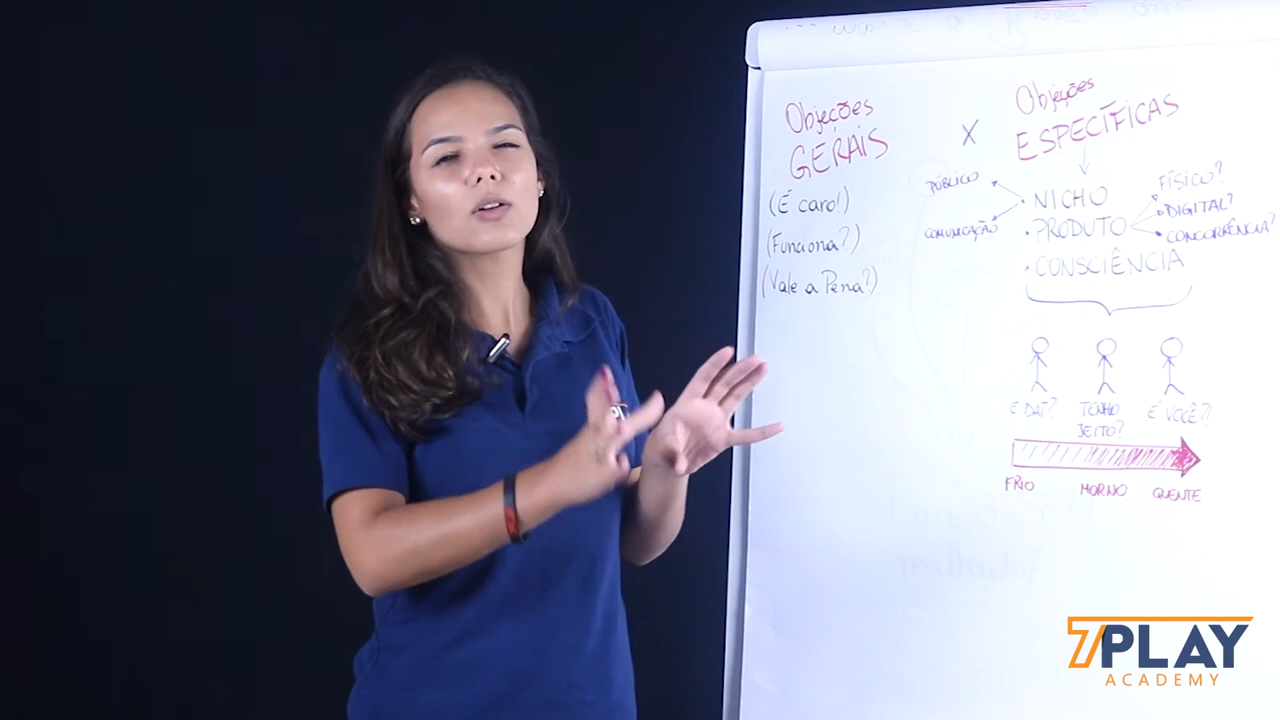 Objeções
GERAIS
(É caro!)
(Funciona?)
(Vale a Pena?)
X
Objeções
ESPECÍFICAS
PÚBLICO
COMUNICAÇÃO
· NICHO
· PRODUTO
· CONSCIÊNCIA
FÍSICO?
DIGITAL?
CONCORRÊNCIA?
E DAÍ?
TENHO
JEITO?
É VOCÊ?!
FRIO
MORNO
QUENTE
7PLAY
ACADEMY